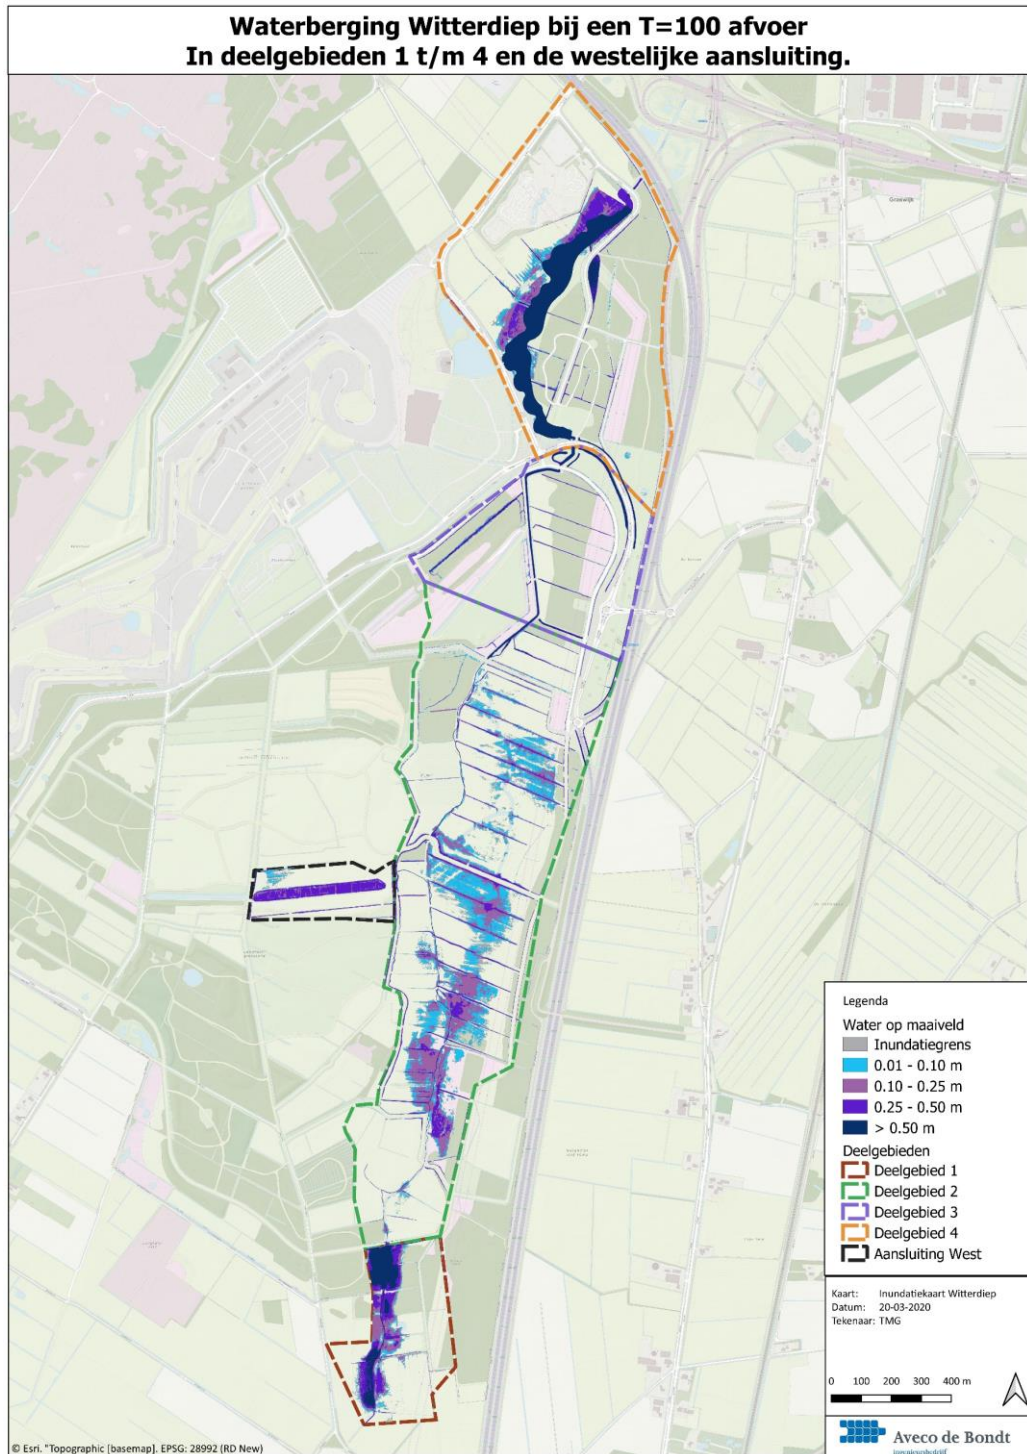 Waterberging Witterdiep bij een T=100 afvoer
In deelgebieden 1 t/m 4 en de westelijke aansluiting.
Graswijk
Legenda
Water op maaiveld
Inundatiegrens
0.01 - 0.10 m
0.10 - 0.25 m
0.25 - 0.50 m
> 0.50 m
Deelgebieden
Deelgebied 1
Deelgebied 2
Deelgebied 3
Deelgebied 4
Aansluiting West
Kaart: Inundatiekaart Witterdiep
Datum: 20-03-2020
Tekenaar: TMG
0 100 200 300 400 m
Aveco de Bondt
ingenieursbedrijf
© Esri. "Topographic [basemap]. EPSG: 28992 (RD New)